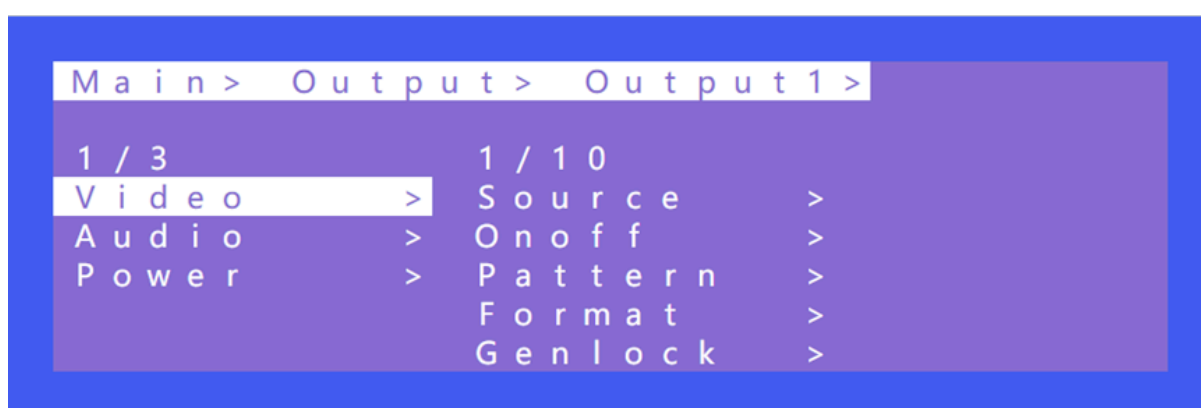 Main> Output> Output1>
1/3 1/10
Video > Source >
Audio > Onoff >
Power > Pattern >
Format >
Genlock >